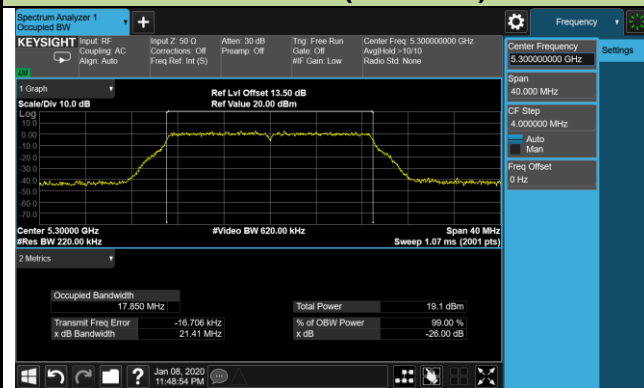 Spectrum Analyzer 1
Occupied BW
Frequency
KEYSIGHT
Input: RF
Coupling: AC
Align: Auto
Input Z: 50 Ω
Corrections: Off
Freq Ref: Int (S)
Atten: 30 dB
Preamp: Off
Trig: Free Run
Gate: Off
#IF Gain: Low
Center Freq: 5.300000000 GHz
Avg|Hold:>10/10
Radio Std: None
Center Frequency
5.30000000 GHz
Settings
Span
40.000 MHz
CF Step
4.000000 MHz
Auto
Man
Freq Offset
0 Hz
1 Graph
Scale/Div 10.0 dB
Ref Lvl Offset 13.50 dB
Ref Value 20.00 dBm
Log
10.0
0.00
-10.0
-20.0
-30.0
-40.0
-50.0
-60.0
-70.0
Center 5.30000 GHz
#Video BW 620.00 kHz
Span 40 MHz
#Res BW 220.00 kHz
Sweep 1.07 ms (2001 pts)
2 Metrics
Occupied Bandwidth
17.850 MHz
Total Power 19.1 dBm
Transmit Freq Error -16.706 kHz
% of OBW Power 99.00 %
x dB Bandwidth 21.41 MHz
x dB -26.00 dB
?
Jan 08, 2020
11:48:54 PM